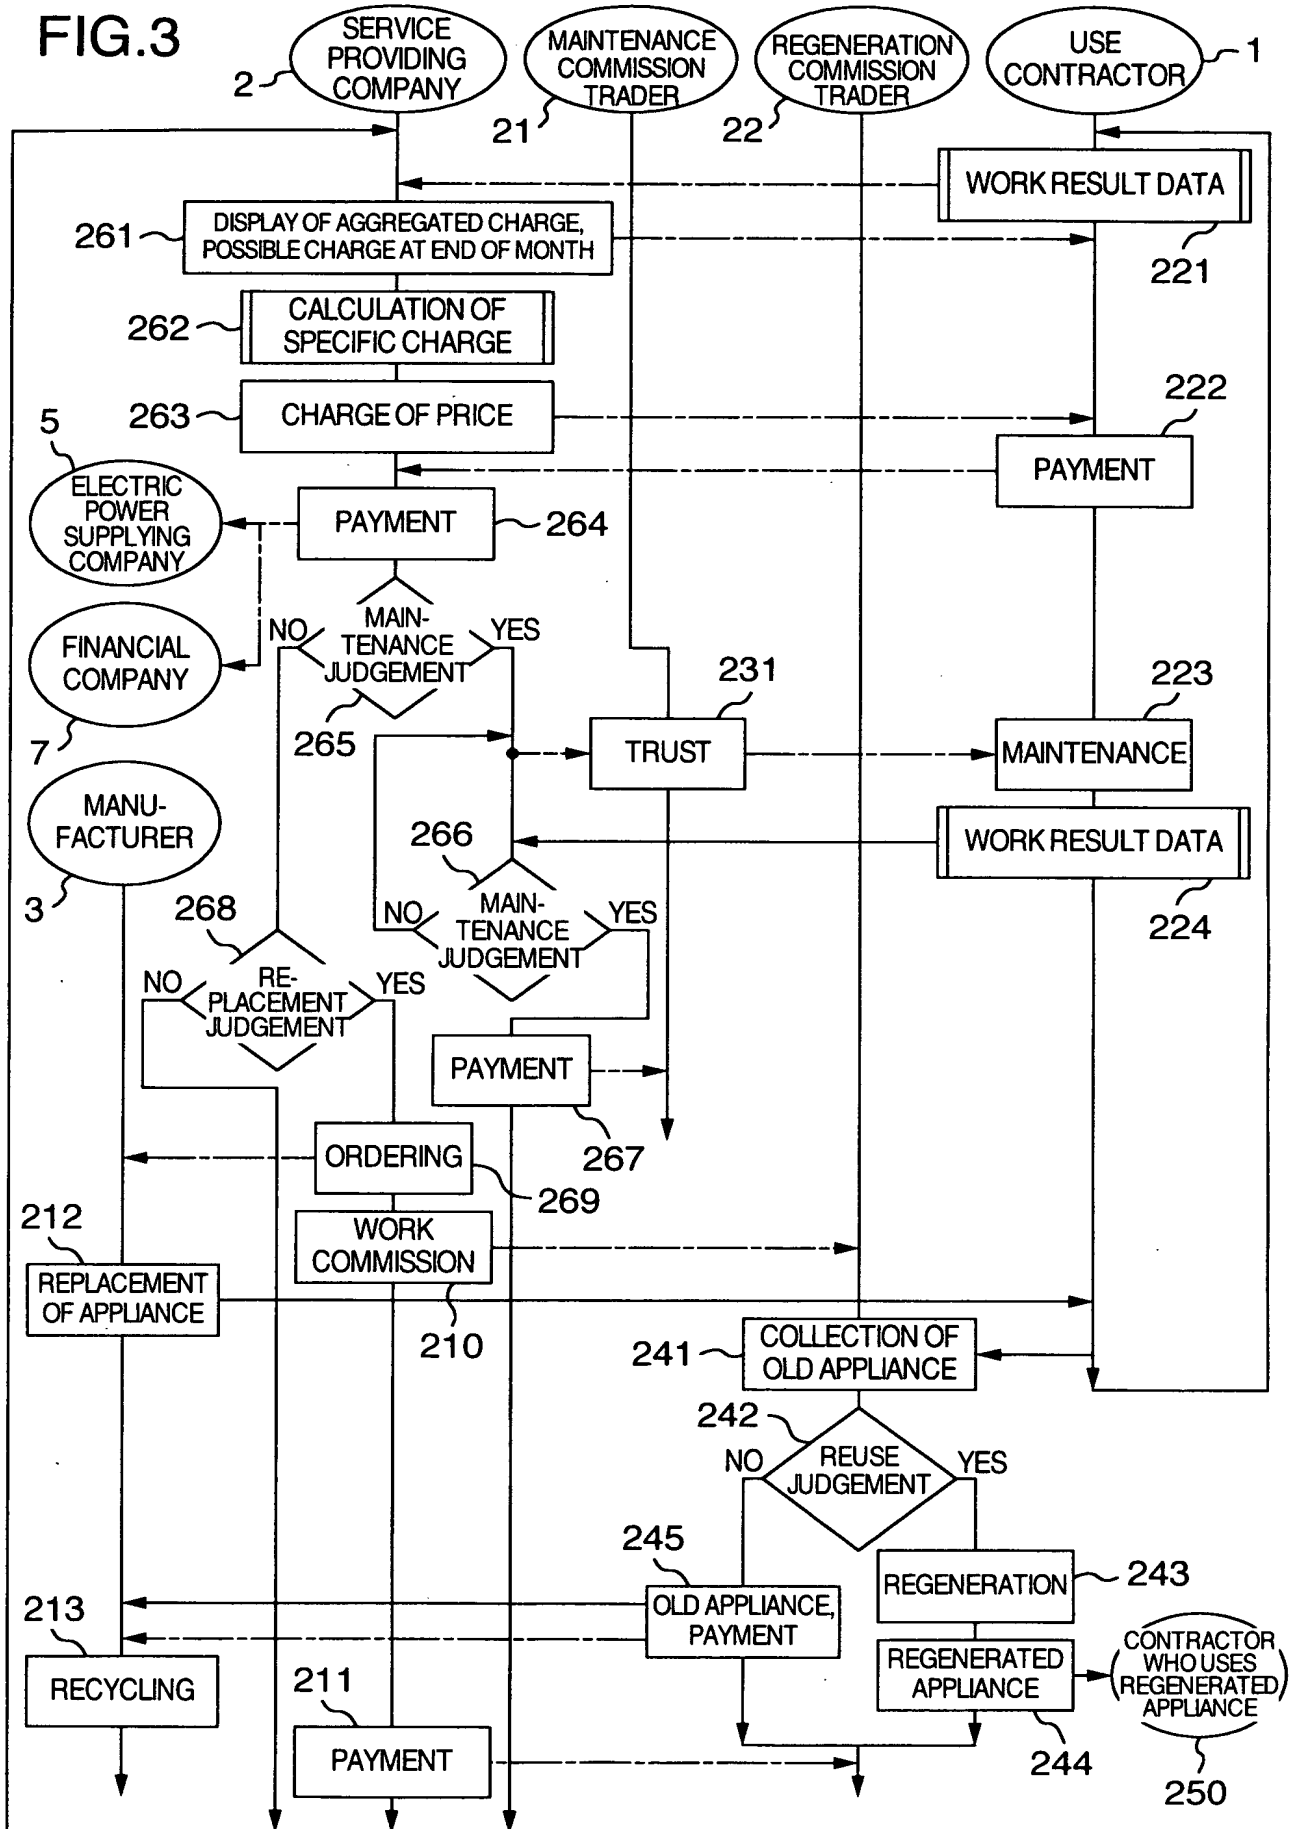 FIG.3
SERVICE
PROVIDING
COMPANY
2
MAINTENANCE
COMMISSION
TRADER
21
REGENERATION
COMMISSION
TRADER
22
USE
CONTRACTOR
1
WORK RESULT DATA
221
261
DISPLAY OF AGGREGATED CHARGE,
POSSIBLE CHARGE AT END OF MONTH
262
CALCULATION OF
SPECIFIC CHARGE
263
CHARGE OF PRICE
222
PAYMENT
5
ELECTRIC
POWER
SUPPLYING
COMPANY
PAYMENT
264
NO
MAIN-
TENANCE
JUDGEMENT
YES
265
FINANCIAL
COMPANY
7
231
TRUST
223
MAINTENANCE
MANU-
FACTURER
3
WORK RESULT DATA
224
266
NO
MAIN-
TENANCE
JUDGEMENT
YES
268
NO
RE-
PLACEMENT
JUDGEMENT
YES
PAYMENT
267
ORDERING
269
WORK
COMMISSION
210
212
REPLACEMENT
OF APPLIANCE
241
COLLECTION OF
OLD APPLIANCE
242
NO
REUSE
JUDGEMENT
YES
245
OLD APPLIANCE,
PAYMENT
REGENERATION
243
213
RECYCLING
REGENERATED
APPLIANCE
244
CONTRACTOR
WHO USES
REGENERATED
APPLIANCE
250
211
PAYMENT